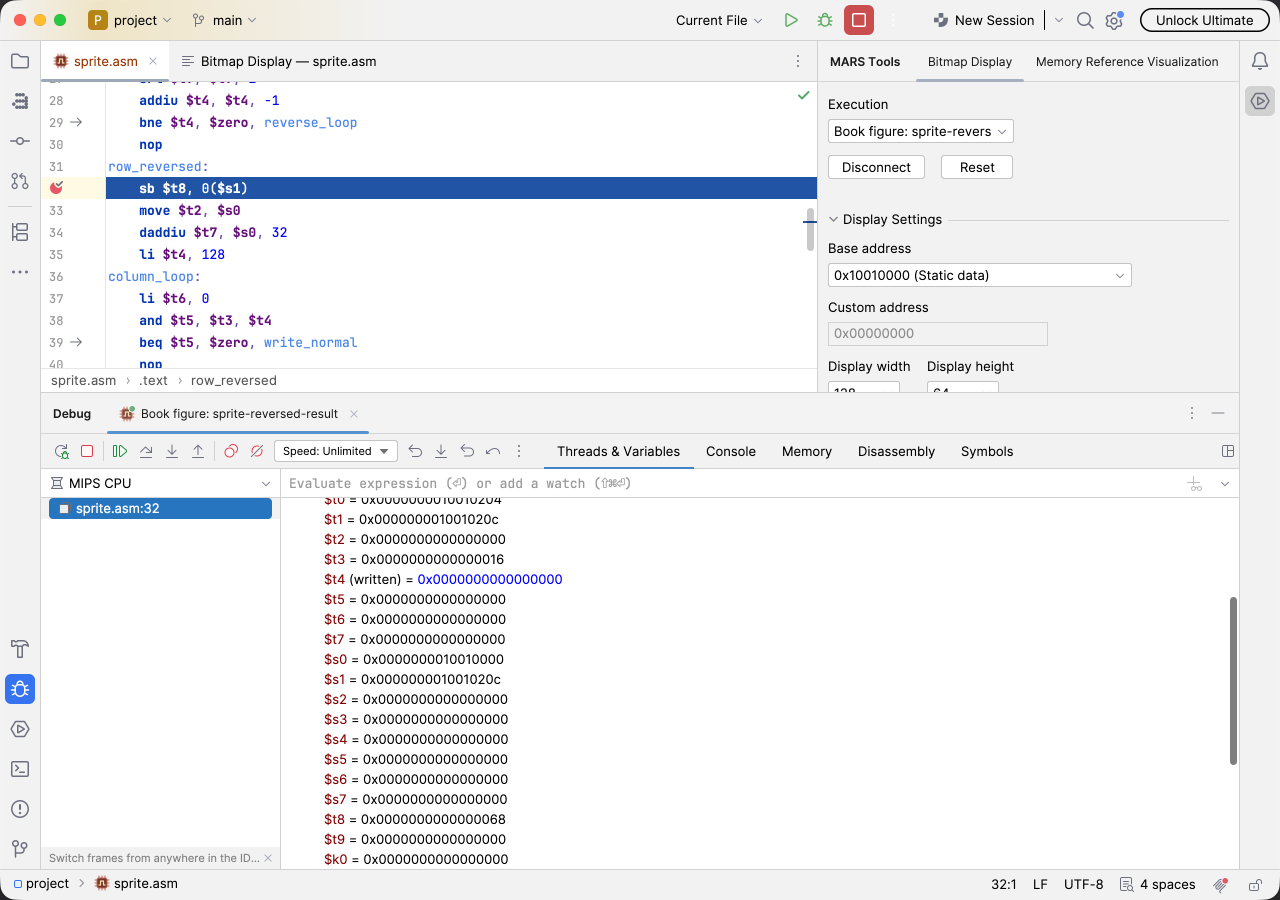 P project main Current File New Session Unlock Ultimate
sprite.asm Bitmap Display — sprite.asm
MARS Tools Bitmap Display Memory Reference Visualization
28 addiu $t4, $t4, -1
29 bne $t4, $zero, reverse_loop
30 nop
31 row_reversed:
sb $t8, 0($s1)
33 move $t2, $s0
34 daddiu $t7, $s0, 32
35 li $t4, 128
36 column_loop:
37 li $t6, 0
38 and $t5, $t3, $t4
39 beq $t5, $zero, write_normal
40 nop
sprite.asm › .text › row_reversed
Execution
Book figure: sprite-revers
Disconnect Reset
Display Settings
Base address
0x10010000 (Static data)
Custom address
0x00000000
Display width Display height
128 64
Debug Book figure: sprite-reversed-result
Speed: Unlimited Threads & Variables Console Memory Disassembly Symbols
MIPS CPU
sprite.asm:32
Switch frames from anywhere in the ID...
Evaluate expression (⏎) or add a watch (⇧⌘⏎)
$t0 = 0x0000000010010204
$t1 = 0x000000001001020c
$t2 = 0x0000000000000000
$t3 = 0x0000000000000016
$t4 (written) = 0x0000000000000000
$t5 = 0x0000000000000000
$t6 = 0x0000000000000000
$t7 = 0x0000000000000000
$s0 = 0x0000000010010000
$s1 = 0x000000001001020c
$s2 = 0x0000000000000000
$s3 = 0x0000000000000000
$s4 = 0x0000000000000000
$s5 = 0x0000000000000000
$s6 = 0x0000000000000000
$s7 = 0x0000000000000000
$t8 = 0x0000000000000068
$t9 = 0x0000000000000000
$k0 = 0x0000000000000000
project sprite.asm 32:1 LF UTF-8 4 spaces